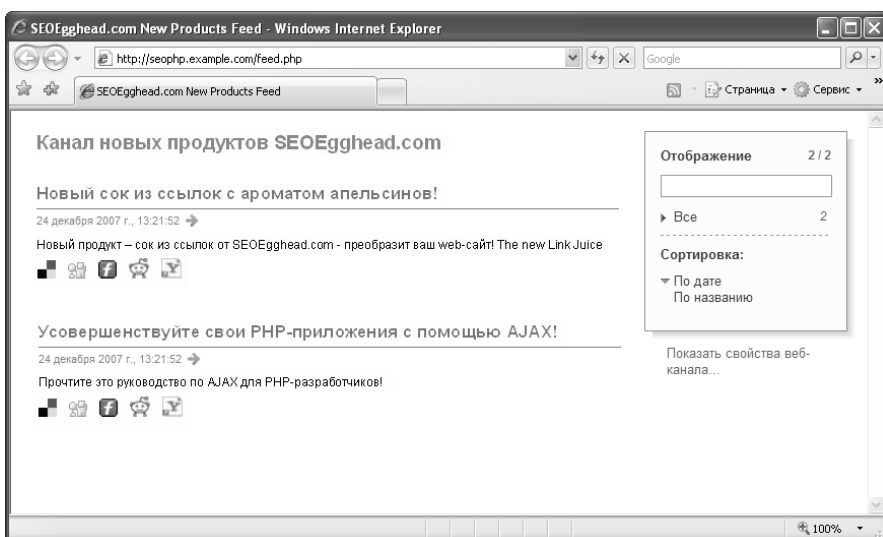 SEOEgghead.com New Products Feed - Windows Internet Explorer
http://seophp.example.com/feed.php
Google
SEOEgghead.com New Products Feed
Страница
Сервис
»
Канал новых продуктов SEOEgghead.com
Новый сок из ссылок с ароматом апельсинов!
24 декабря 2007 г., 13:21:52
Новый продукт – сок из ссылок от SEOEgghead.com - преобразит ваш web-сайт! The new Link Juice
Усовершенствуйте свои PHP-приложения с помощью AJAX!
24 декабря 2007 г., 13:21:52
Прочтите это руководство по AJAX для PHP-разработчиков!
Отображение 2 / 2
Все 2
Сортировка:
По дате
По названию
Показать свойства веб-
канала...
100%